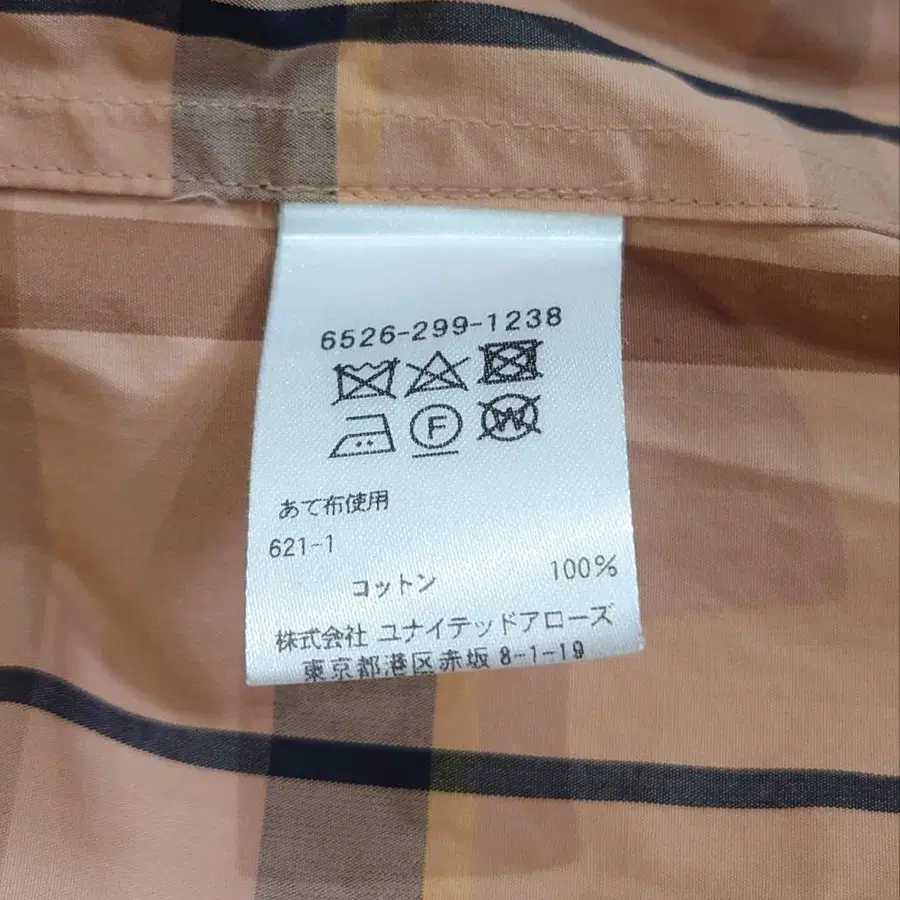 6526-299-1238
F W
あて布使用
621-1
コットン 100%
株式会社 ユナイテッドアローズ
東京都港区赤坂 8-1-19